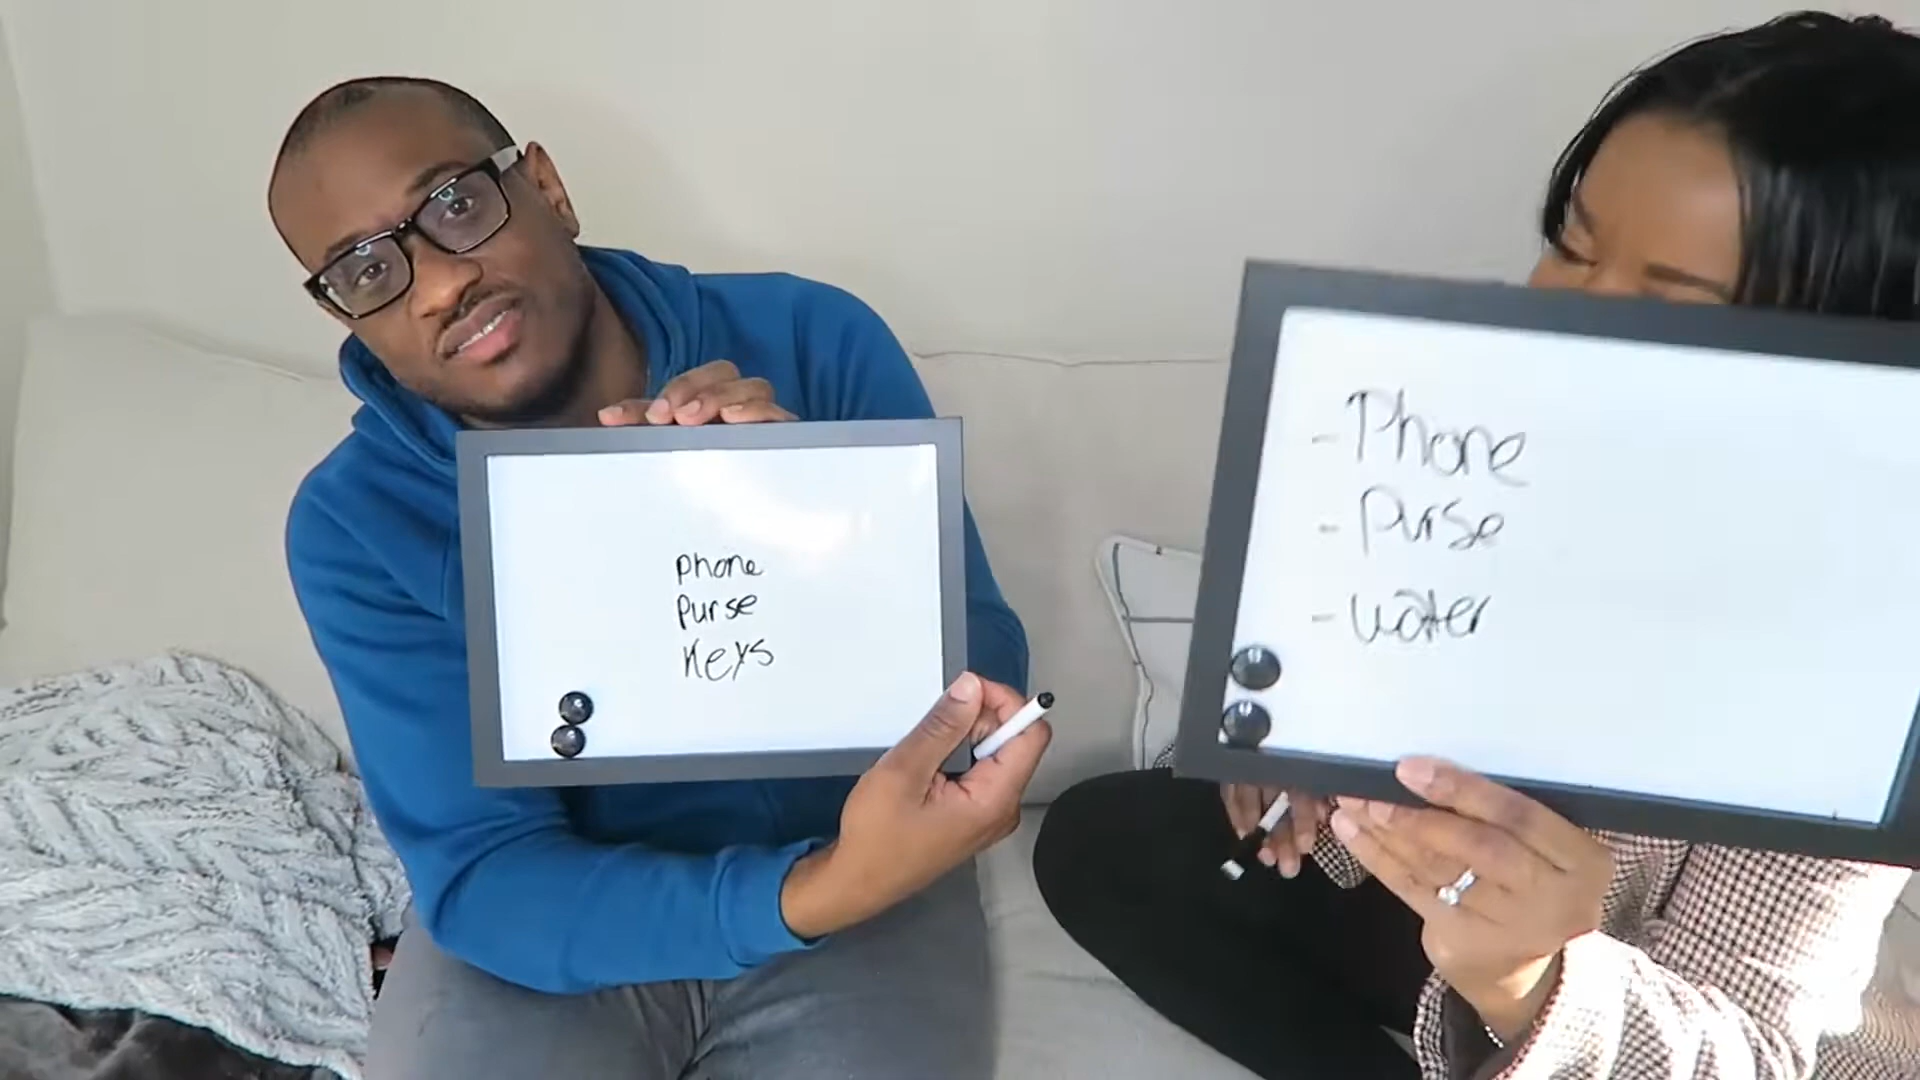 phone
purse
Keys
- Phone
- Purse
- water